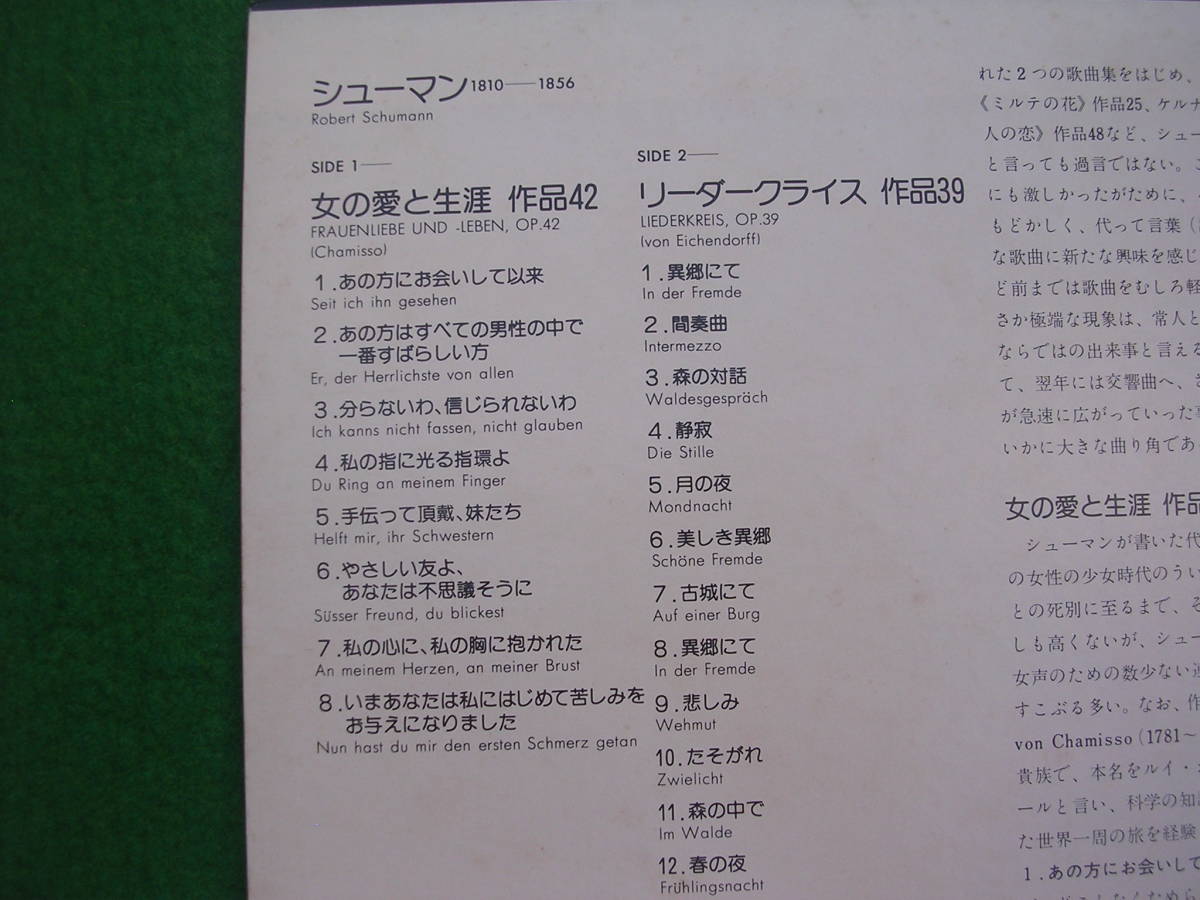 シューマン 1810――1856
Robert Schumann
SIDE 1――
女の愛と生涯 作品42
FRAUENLIEBE UND -LEBEN, OP.42
(Chamisso)
1.あの方にお会いして以来
Seit ich ihn gesehen
2.あの方はすべての男性の中で
一番すばらしい方
Er, der Herrlichste von allen
3.分らないわ、信じられないわ
Ich kanns nicht fassen, nicht glauben
4.私の指に光る指環よ
Du Ring an meinem Finger
5.手伝って頂戴、妹たち
Helft mir, ihr Schwestern
6.やさしい友よ、
あなたは不思議そうに
Süsser Freund, du blickest
7.私の心に、私の胸に抱かれた
An meinem Herzen, an meiner Brust
8.いまあなたは私にはじめて苦しみを
お与えになりました
Nun hast du mir den ersten Schmerz getan
SIDE 2――
リーダークライス 作品39
LIEDERKREIS, OP.39
(von Eichendorff)
1.異郷にて
In der Fremde
2.間奏曲
Intermezzo
3.森の対話
Waldesgespräch
4.静寂
Die Stille
5.月の夜
Mondnacht
6.美しき異郷
Schöne Fremde
7.古城にて
Auf einer Burg
8.異郷にて
In der Fremde
9.悲しみ
Wehmut
10.たそがれ
Zwielicht
11.森の中で
Im Walde
12.春の夜
Frühlingsnacht
れた2つの歌曲集をはじめ、
《ミルテの花》作品25、ケルナ
人の恋》作品48など、シュー
と言っても過言ではない。こ
にも激しかったがために、
もどかしく、代って言葉(
な歌曲に新たな興味を感じ
ど前までは歌曲をむしろ軽
さか極端な現象は、常人と
ならではの出来事と言える
て、翌年には交響曲へ、さ
が急速に広がっていった事
いかに大きな曲り角であ
女の愛と生涯 作品
シューマンが書いた代
の女性の少女時代のうい
との死別に至るまで、そ
しも高くないが、シュー
女声のための数少ない連
すこぶる多い。なお、作
von Chamisso(1781～
貴族で、本名をルイ・
ールと言い、科学の知
た世界一周の旅を経験
1.あの方にお会いして